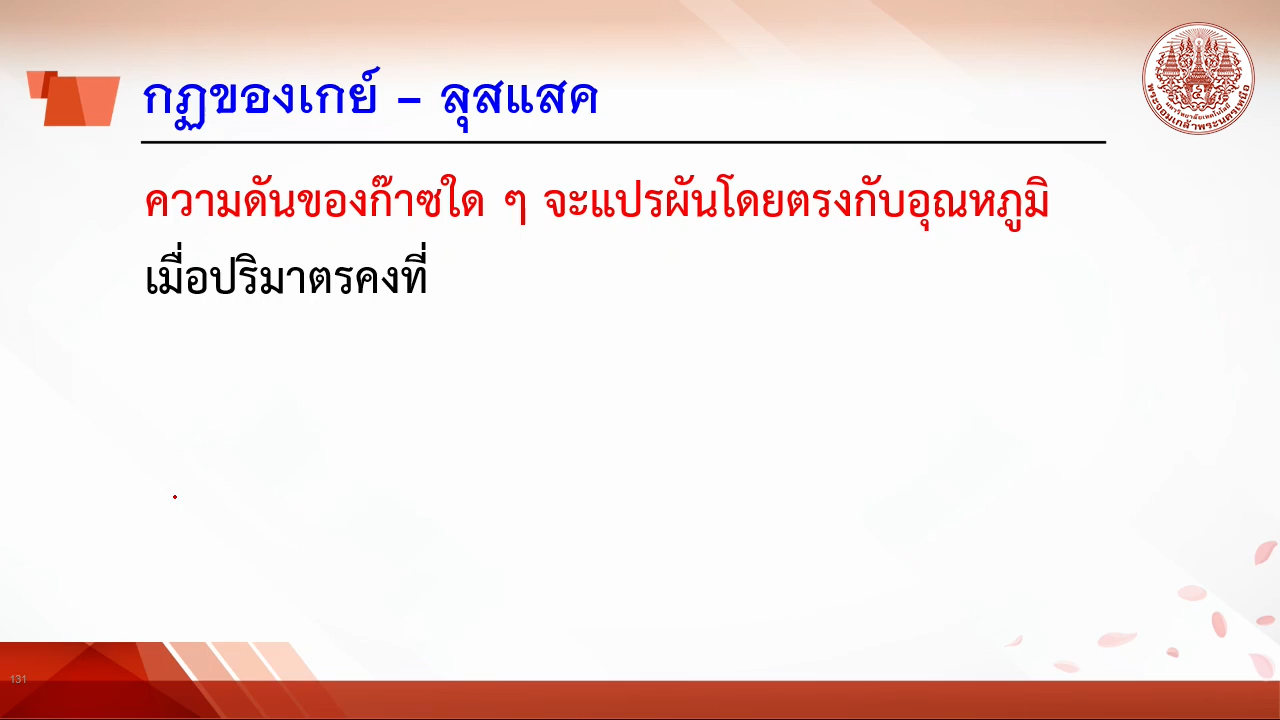 กฏของเกย์ – ลุสแสค
ความดันของก๊าซใด ๆ จะแปรผันโดยตรงกับอุณหภูมิ
เมื่อปริมาตรคงที่
131